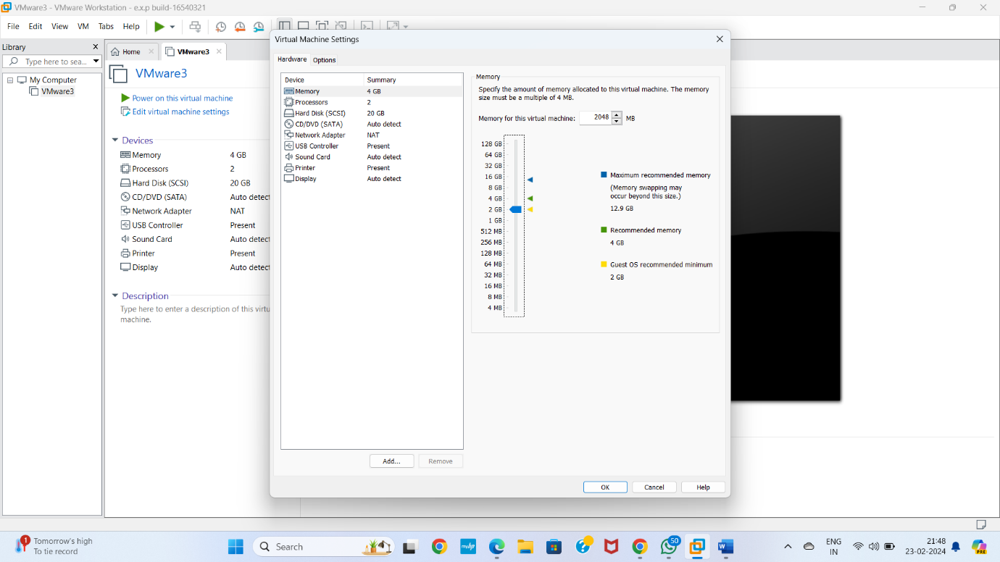 VMware3 - VMware Workstation - e.x.p build-16540321
File Edit View VM Tabs Help
Library
Type here to sea...
My Computer
VMware3
Home
VMware3
VMware3
Power on this virtual machine
Edit virtual machine settings
Devices
Memory 4 GB
Processors 2
Hard Disk (SCSI) 20 GB
CD/DVD (SATA) Auto detect
Network Adapter NAT
USB Controller Present
Sound Card Auto detect
Printer Present
Display Auto detect
Description
Type here to enter a description of this virtu
machine.
Virtual Machine Settings
Hardware Options
Device Summary
Memory 4 GB
Processors 2
Hard Disk (SCSI) 20 GB
CD/DVD (SATA) Auto detect
Network Adapter NAT
USB Controller Present
Sound Card Auto detect
Printer Present
Display Auto detect
Add... Remove
Memory
Specify the amount of memory allocated to this virtual machine. The memory
size must be a multiple of 4 MB.
Memory for this virtual machine: 2048 MB
128 GB
64 GB
32 GB
16 GB
8 GB
4 GB
2 GB
1 GB
512 MB
256 MB
128 MB
64 MB
32 MB
16 MB
8 MB
4 MB
Maximum recommended memory
(Memory swapping may
occur beyond this size.)
12.9 GB
Recommended memory
4 GB
Guest OS recommended minimum
2 GB
OK Cancel Help
1
Tomorrow's high
To tie record
Search
myhp
50
ENG
IN
21:48
23-02-2024
PRE